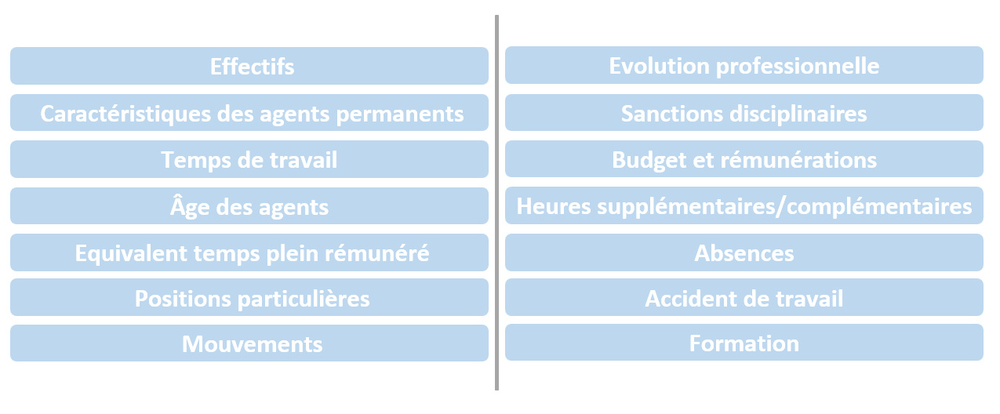 Effectifs
Caractéristiques des agents permanents
Temps de travail
Âge des agents
Equivalent temps plein rémunéré
Positions particulières
Mouvements
Evolution professionnelle
Sanctions disciplinaires
Budget et rémunérations
Heures supplémentaires/complémentaires
Absences
Accident de travail
Formation